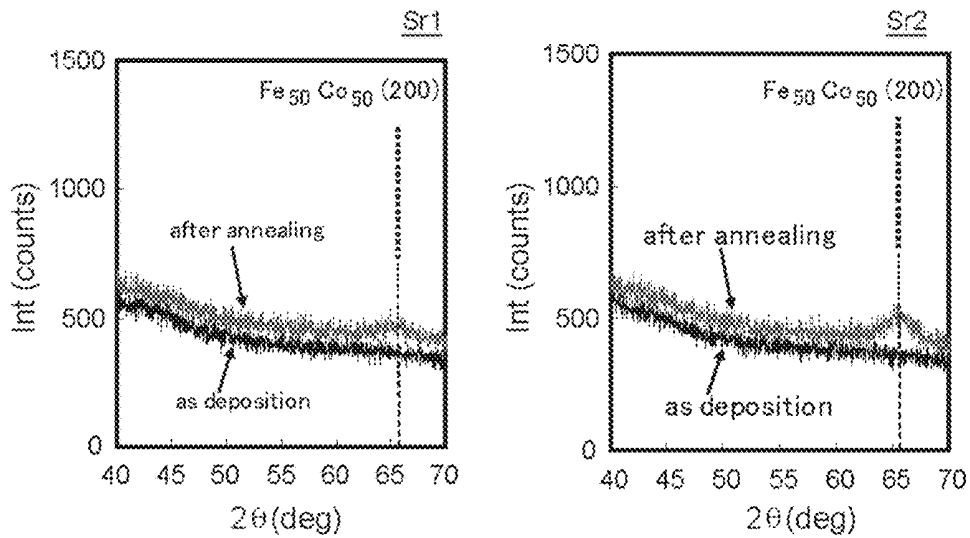 Sr1
1500
1000
500
0
Int (counts)
Fe50 Co50 (200)
after annealing
as deposition
40 45 50 55 60 65 70
2θ(deg)
Sr2
1500
1000
500
0
Int (counts)
Fe50 Co50 (200)
after annealing
as deposition
40 45 50 55 60 65 70
2θ(deg)